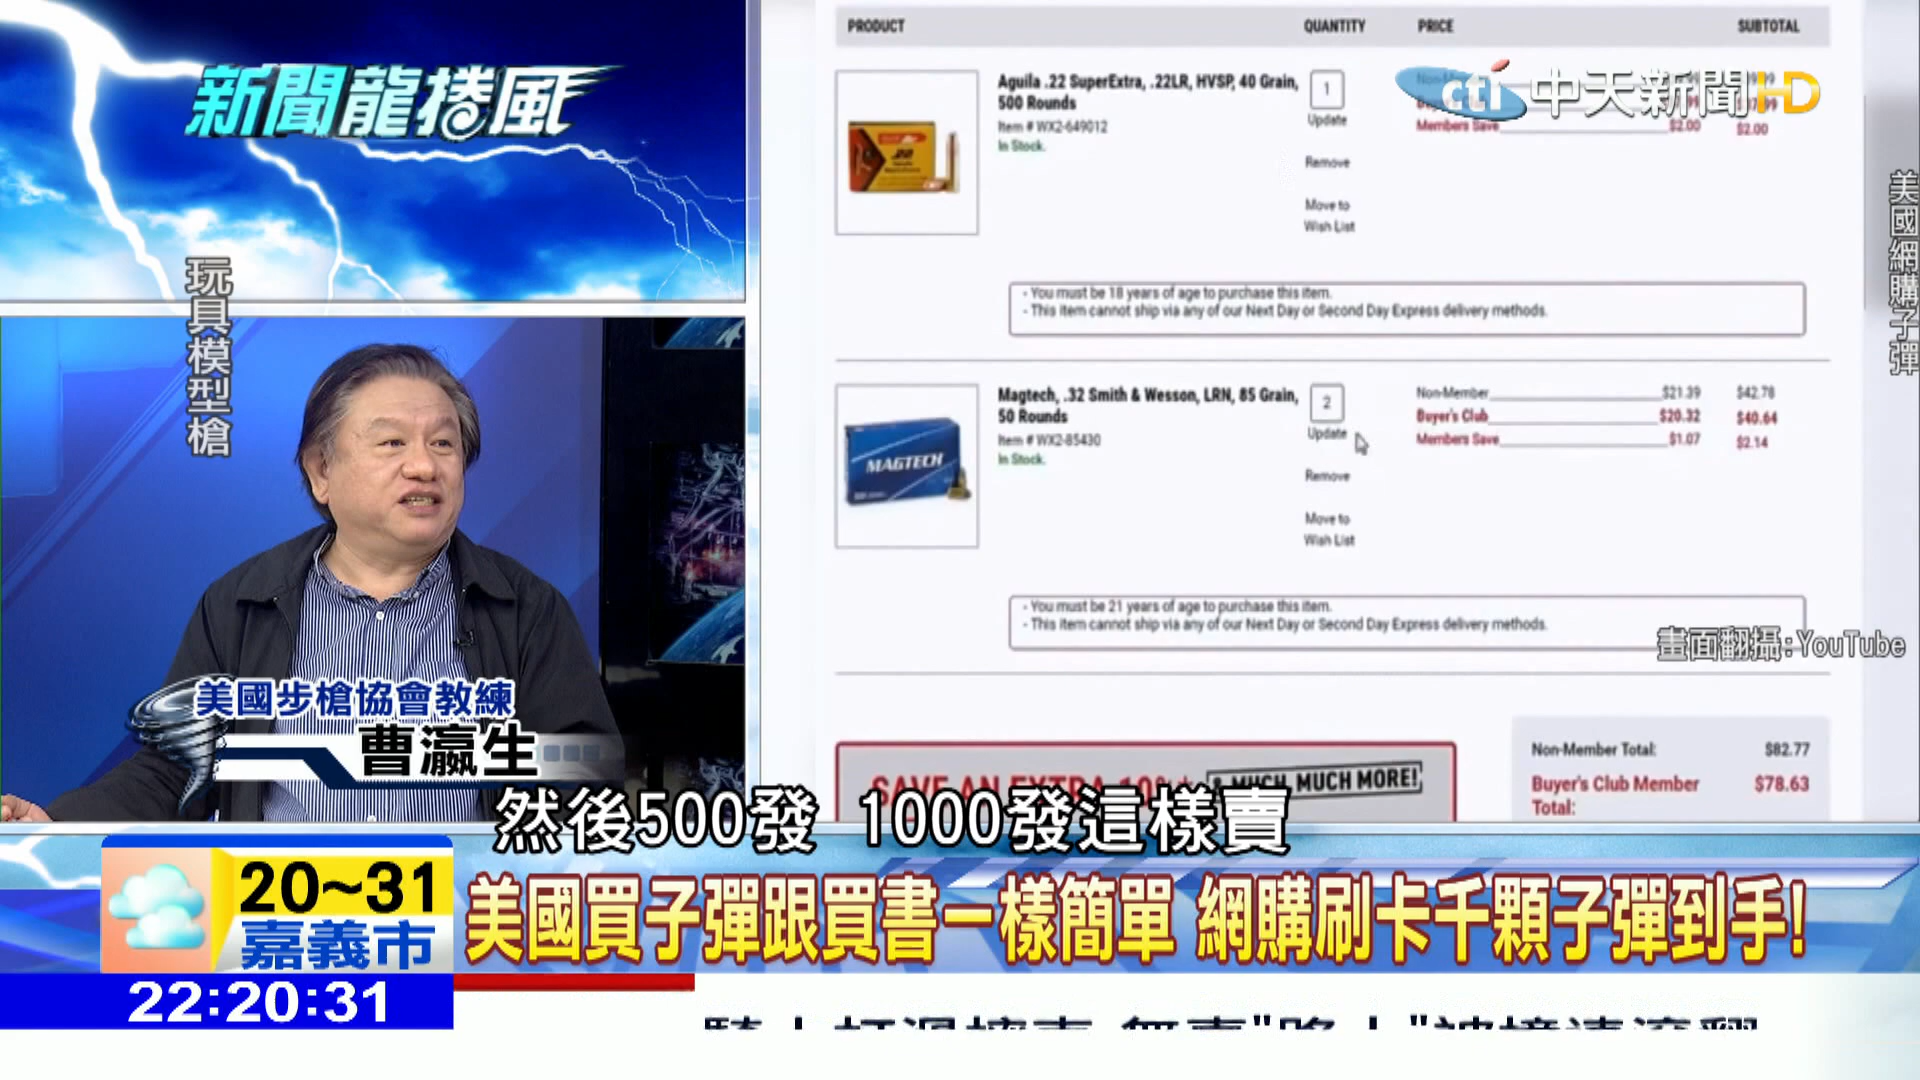 新聞龍捲風
玩具模型槍
美國步槍協會教練
曹瀛生
PRODUCT QUANTITY PRICE SUBTOTAL
Aguila .22 SuperExtra, .22LR, HVSP, 40 Grain,
500 Rounds
Item # WX2-649012
In Stock.
1
Update
Remove
Move to
Wish List
Members Save $2.00 $2.00
cti 中天新聞HD
- You must be 18 years of age to purchase this item.
- This item cannot ship via any of our Next Day or Second Day Express delivery methods.
MAGTECH
Magtech, .32 Smith & Wesson, LRN, 85 Grain,
50 Rounds
Item # WX2-85430
In Stock.
2
Update
Remove
Move to
Wish List
Non-Member $21.39 $42.78
Buyer's Club $20.32 $40.64
Members Save $1.07 $2.14
- You must be 21 years of age to purchase this item.
- This item cannot ship via any of our Next Day or Second Day Express delivery methods.
美國網購子彈
畫面翻攝:YouTube
SAVE AN EXTRA
& MUCH, MUCH MORE!
Non-Member Total: $82.77
Buyer's Club Member
Total: $78.63
然後500發 1000發這樣賣
美國買子彈跟買書一樣簡單 網購刷卡千顆子彈到手!
20~31
嘉義市
22:20:31